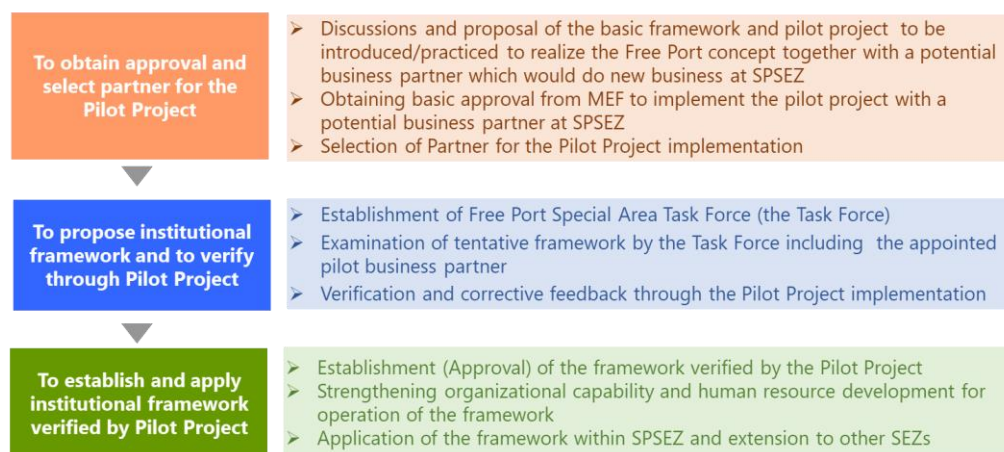 To obtain approval and
select partner for the
Pilot Project
➢ Discussions and proposal of the basic framework and pilot project to be
introduced/practiced to realize the Free Port concept together with a potential
business partner which would do new business at SPSEZ
➢ Obtaining basic approval from MEF to implement the pilot project with a
potential business partner at SPSEZ
➢ Selection of Partner for the Pilot Project implementation
To propose institutional
framework and to verify
through Pilot Project
➢ Establishment of Free Port Special Area Task Force (the Task Force)
➢ Examination of tentative framework by the Task Force including the appointed
pilot business partner
➢ Verification and corrective feedback through the Pilot Project implementation
To establish and apply
institutional framework
verified by Pilot Project
➢ Establishment (Approval) of the framework verified by the Pilot Project
➢ Strengthening organizational capability and human resource development for
operation of the framework
➢ Application of the framework within SPSEZ and extension to other SEZs